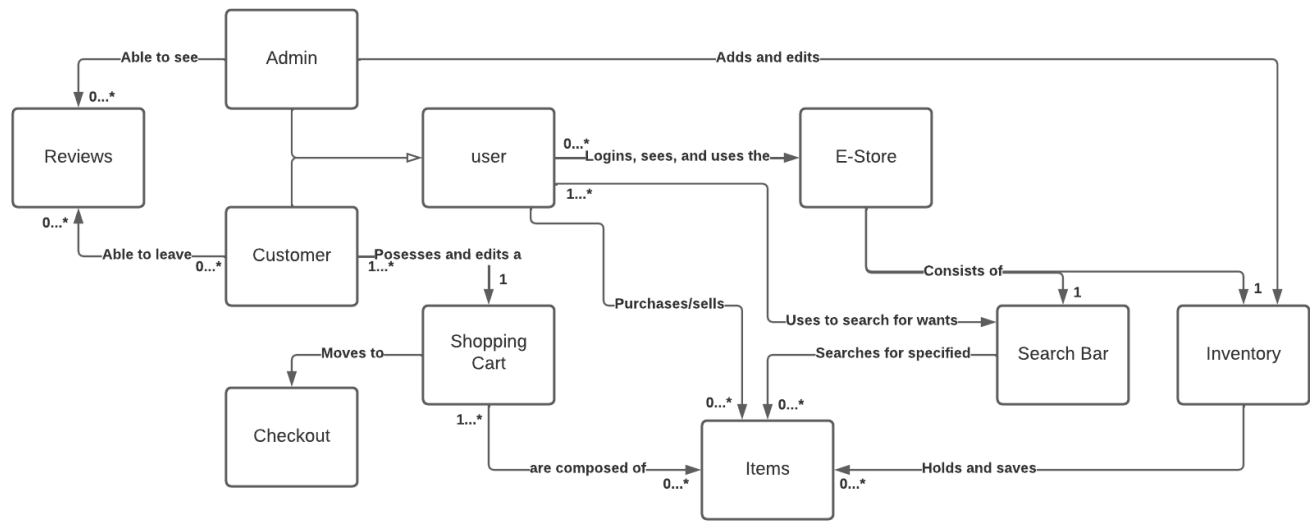 Admin
Able to see
Adds and edits
0...*
Reviews
user
0...*
Logins, sees, and uses the
E-Store
1...*
0...*
Able to leave
0...*
Customer
Posesses and edits a
1...*
1
Consists of
1
1
Purchases/sells
Uses to search for wants
Shopping
Cart
Moves to
Searches for specified
Search Bar
Inventory
0...*
0...*
1...*
Checkout
are composed of
0...*
Items
Holds and saves
0...*